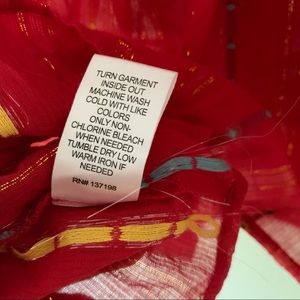 TURN GARMENT
INSIDE OUT
MACHINE WASH
COLD WITH LIKE
COLORS
ONLY NON-
CHLORINE BLEACH
WHEN NEEDED
TUMBLE DRY LOW
WARM IRON IF
NEEDED
RN# 137198